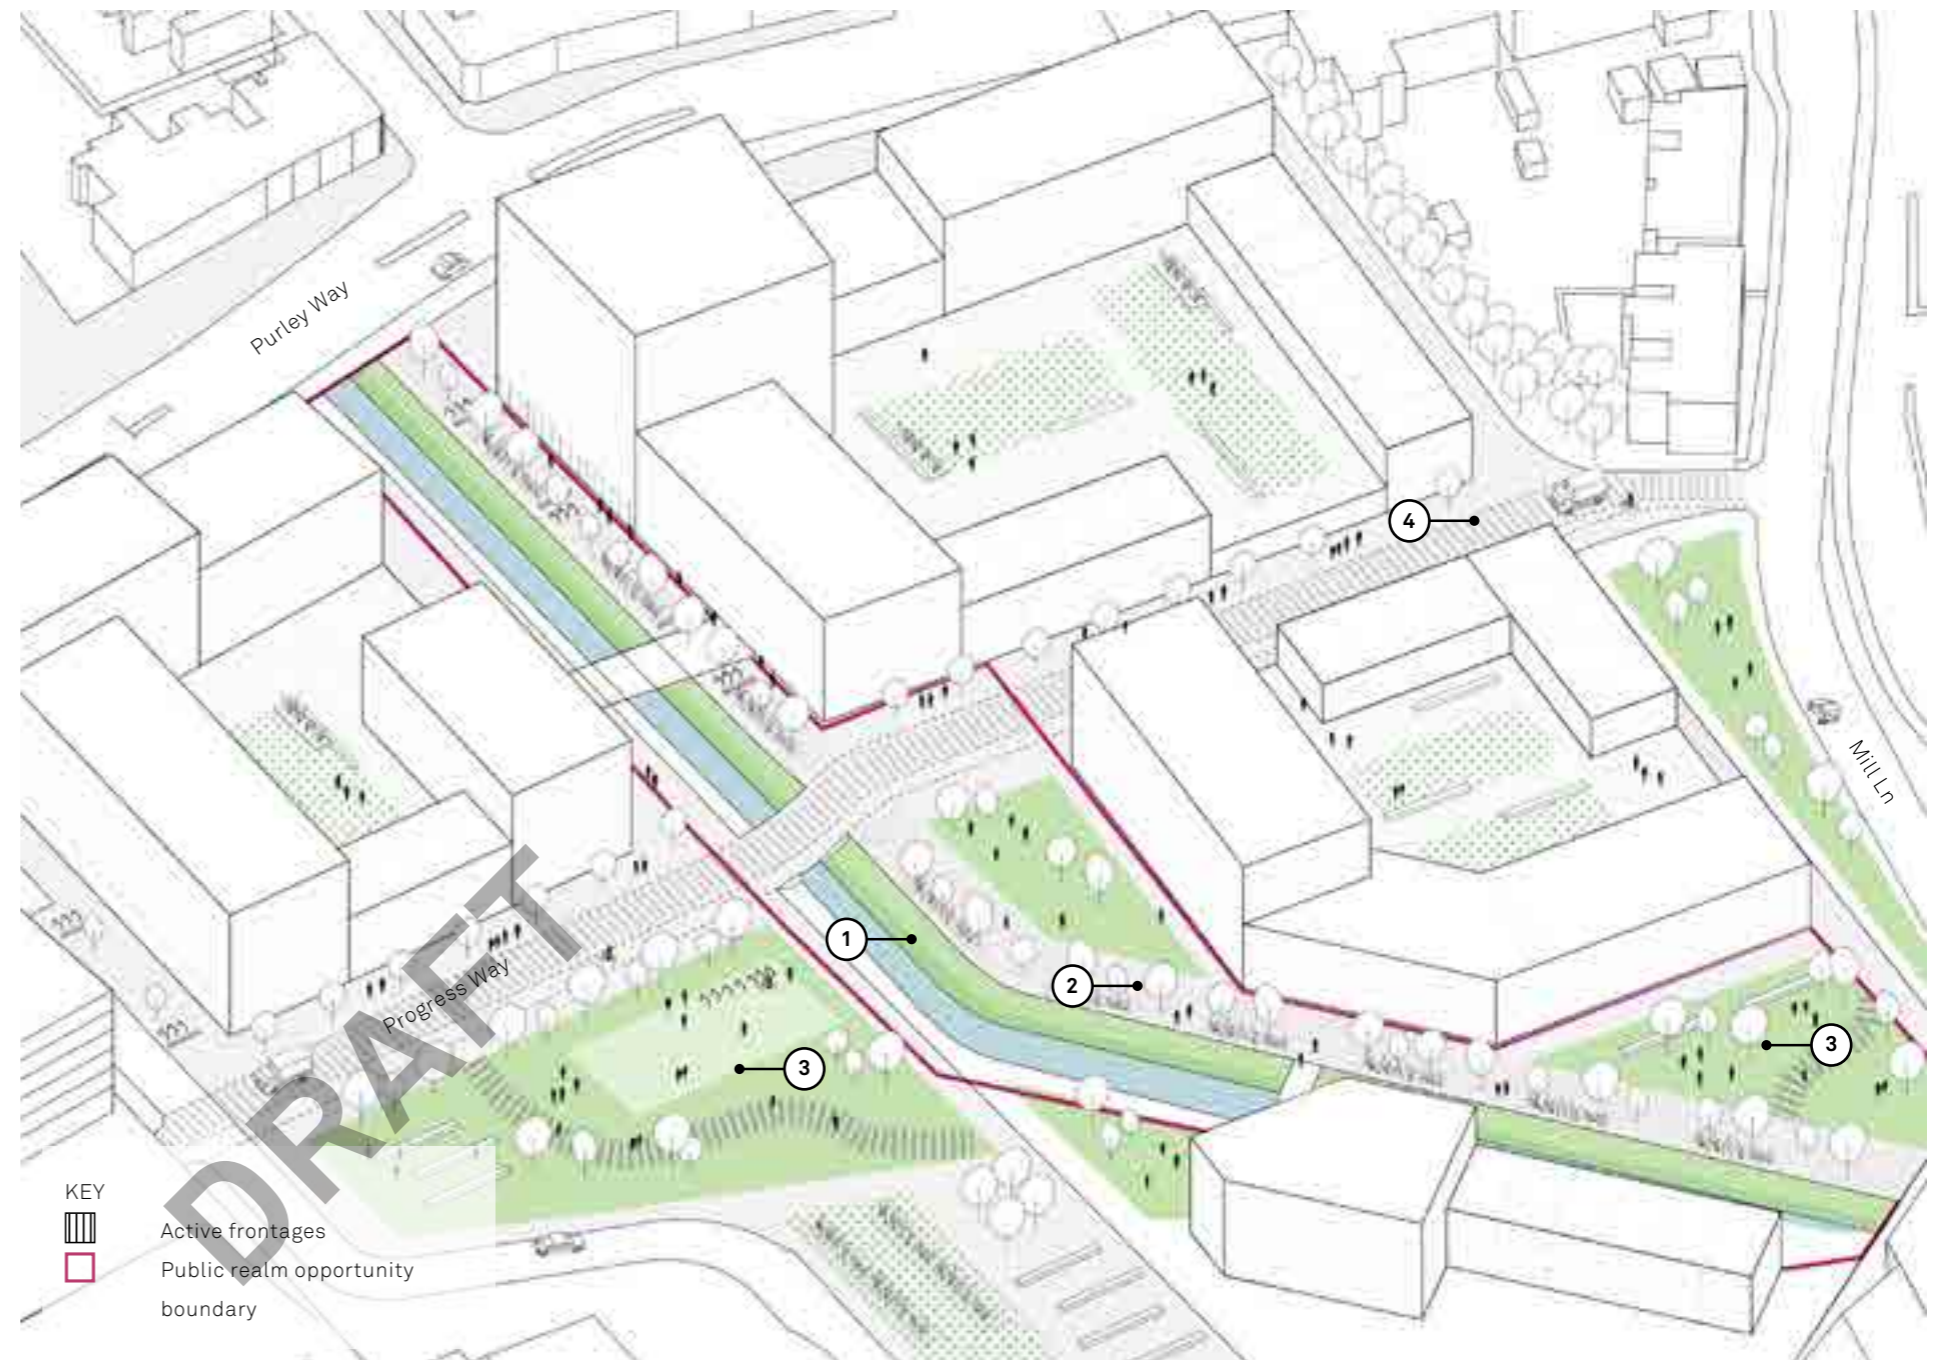 Purley Way
4
Mill Ln
1
2
Progress Way
3
3
DRAFT
KEY
Active frontages
Public realm opportunity
boundary